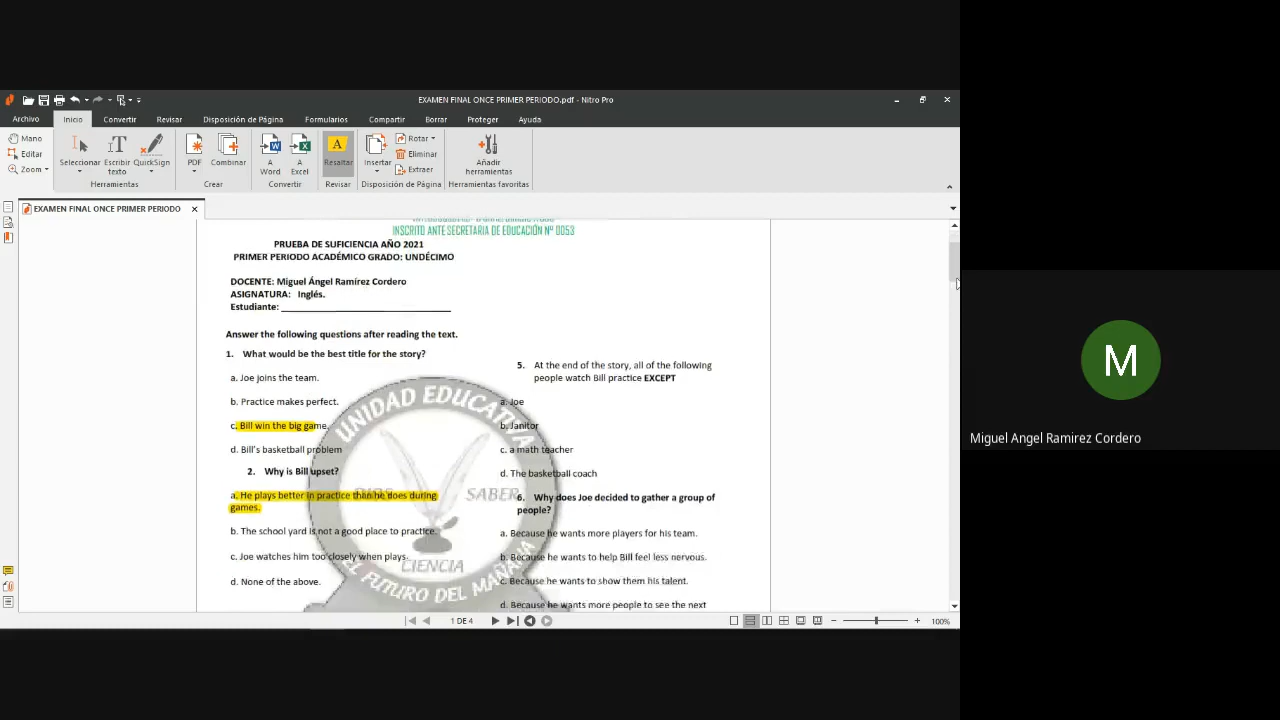 EXAMEN FINAL ONCE PRIMER PERIODO.pdf - Nitro Pro
Archivo Inicio Convertir Revisar Disposición de Página Formularios Compartir Borrar Proteger Ayuda
Mano
Editar
Zoom
Seleccionar
Escribir texto
QuickSign
Herramientas
PDF
Combinar
Crear
A Word
A Excel
Convertir
Resaltar
Revisar
Insertar
Rotar
Eliminar
Extraer
Disposición de Página
Añadir herramientas
Herramientas favoritas
EXAMEN FINAL ONCE PRIMER PERIODO
INSCRITO ANTE SECRETARIA DE EDUCACIÓN Nº 0053
PRUEBA DE SUFICIENCIA AÑO 2021
PRIMER PERIODO ACADÉMICO GRADO: UNDÉCIMO
DOCENTE: Miguel Ángel Ramírez Cordero
ASIGNATURA: Inglés.
Estudiante:
Answer the following questions after reading the text.
1. What would be the best title for the story?
a. Joe joins the team.
b. Practice makes perfect.
c. Bill win the big game.
d. Bill's basketball problem
2. Why is Bill upset?
a. He plays better in practice than he does during
games.
b. The school yard is not a good place to practice.
c. Joe watches him too closely when plays.
d. None of the above.
5. At the end of the story, all of the following
people watch Bill practice EXCEPT
a. Joe
b. Janitor
c. a math teacher
d. The basketball coach
6. Why does Joe decided to gather a group of
people?
a. Because he wants more players for his team.
b. Because he wants to help Bill feel less nervous.
c. Because he wants to show them his talent.
d. Because he wants more people to see the next
UNIDAD EDUCATIVA
DIOS
SABER
CIENCIA
EL FUTURO DEL MAÑANA
1 DE 4
100%
M
Miguel Angel Ramirez Cordero